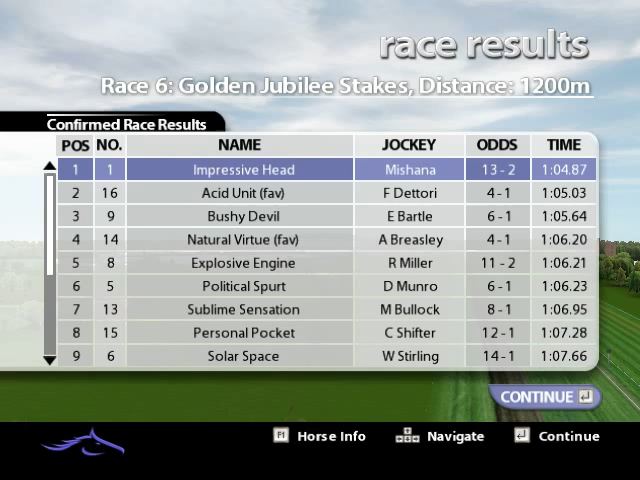 race results
Race 6: Golden Jubilee Stakes, Distance: 1200m
Confirmed Race Results
POS NO. NAME JOCKEY ODDS TIME
1 1 Impressive Head Mishana 13 - 2 1:04.87
2 16 Acid Unit (fav) F Dettori 4 - 1 1:05.03
3 9 Bushy Devil E Bartle 6 - 1 1:05.64
4 14 Natural Virtue (fav) A Breasley 4 - 1 1:06.20
5 8 Explosive Engine R Miller 11 - 2 1:06.21
6 5 Political Spurt D Munro 6 - 1 1:06.23
7 13 Sublime Sensation M Bullock 8 - 1 1:06.95
8 15 Personal Pocket C Shifter 12 - 1 1:07.28
9 6 Solar Space W Stirling 14 - 1 1:07.66
CONTINUE
F1 Horse Info Navigate Continue